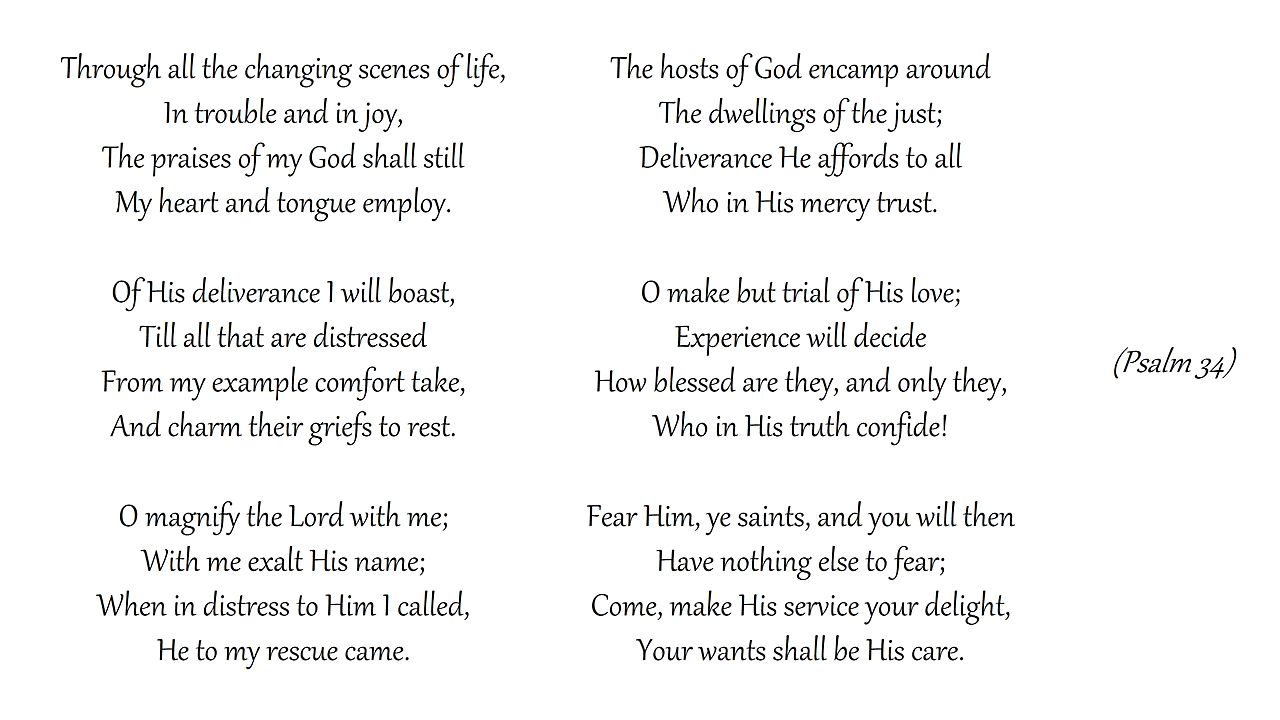 Through all the changing scenes of life,
In trouble and in joy,
The praises of my God shall still
My heart and tongue employ.
Of His deliverance I will boast,
Till all that are distressed
From my example comfort take,
And charm their griefs to rest.
O magnify the Lord with me;
With me exalt His name;
When in distress to Him I called,
He to my rescue came.
The hosts of God encamp around
The dwellings of the just;
Deliverance He affords to all
Who in His mercy trust.
O make but trial of His love;
Experience will decide
How blessed are they, and only they,
Who in His truth confide!
Fear Him, ye saints, and you will then
Have nothing else to fear;
Come, make His service your delight,
Your wants shall be His care.
(Psalm 34)